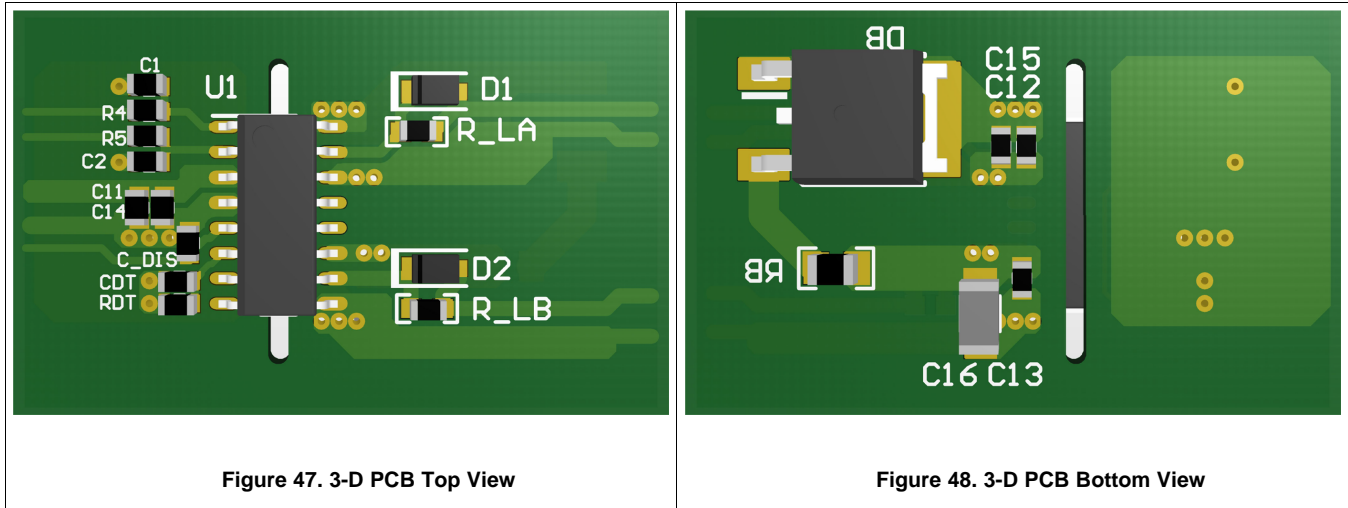 C1
U1
R4
R5
C2
C11
C14
C_DIS
CDT
RDT
D1
R_LA
D2
R_LB
DB
C15
C12
RB
C16 C13
Figure 47. 3-D PCB Top View
Figure 48. 3-D PCB Bottom View